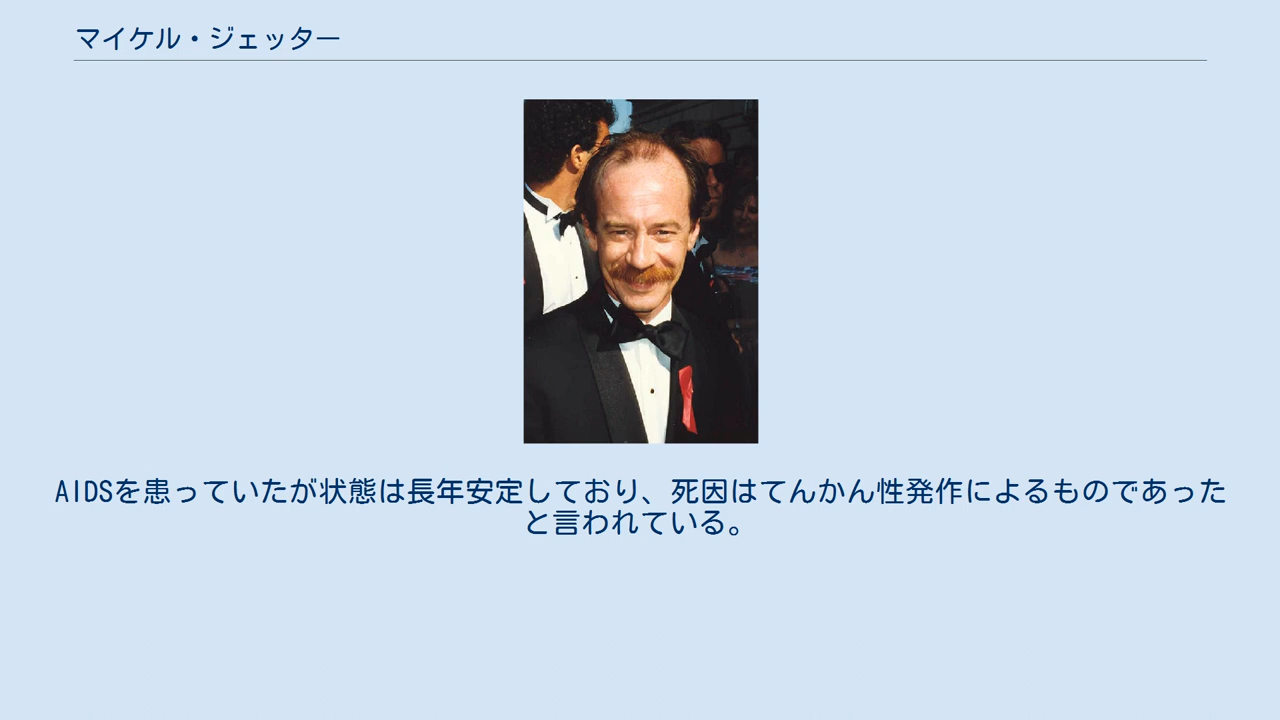 マイケル・ジェッター
AIDSを患っていたが状態は長年安定しており、死因はてんかん性発作によるものであった
と言われている。